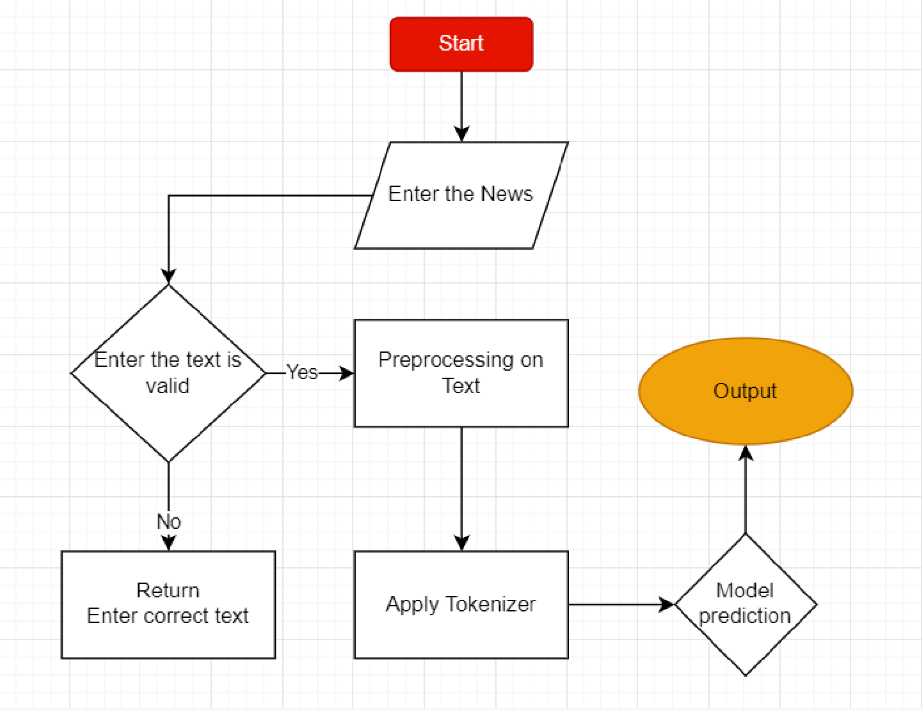 Start
Enter the News
Enter the text is
valid
Yes
Preprocessing on
Text
Output
No
Return
Enter correct text
Apply Tokenizer
Model
prediction